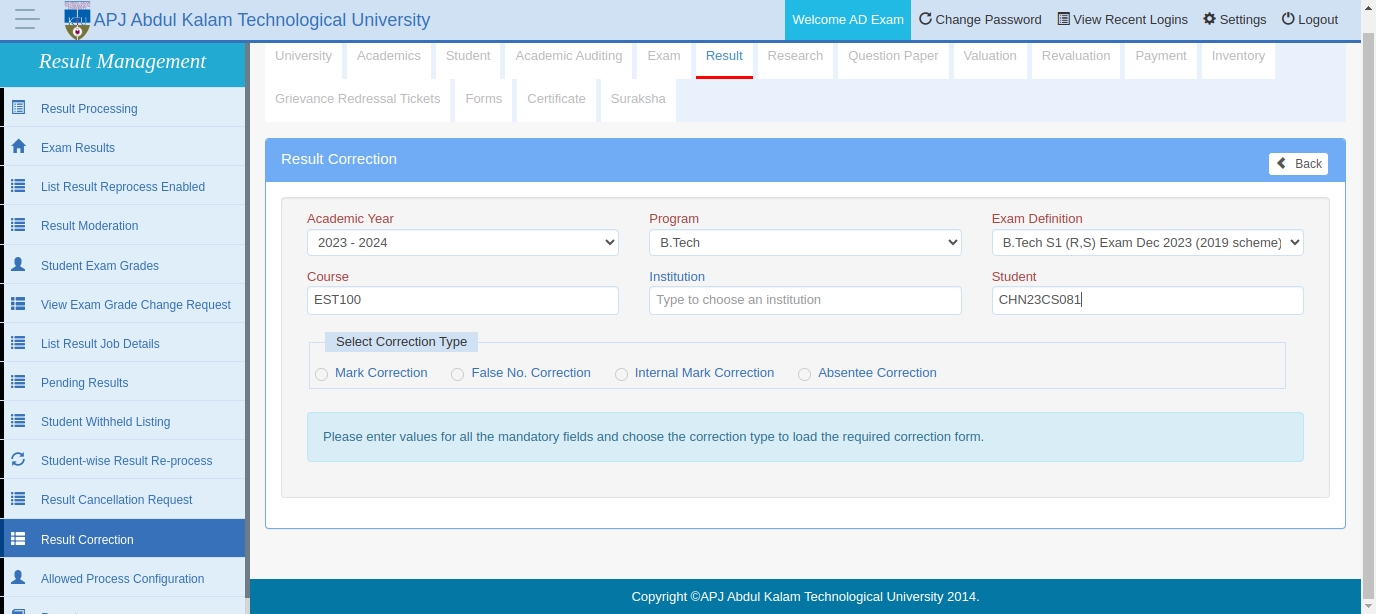 APJ Abdul Kalam Technological University
Welcome AD Exam Change Password View Recent Logins Settings Logout
Result Management
Result Processing
Exam Results
List Result Reprocess Enabled
Result Moderation
Student Exam Grades
View Exam Grade Change Request
List Result Job Details
Pending Results
Student Withheld Listing
Student-wise Result Re-process
Result Cancellation Request
Result Correction
Allowed Process Configuration
University Academics Student Academic Auditing Exam Result Research Question Paper Valuation Revaluation Payment Inventory
Grievance Redressal Tickets Forms Certificate Suraksha
Result Correction
Back
Academic Year Program Exam Definition
2023 - 2024 B.Tech B.Tech S1 (R,S) Exam Dec 2023 (2019 scheme)
Course Institution Student
EST100 Type to choose an institution CHN23CS081
Select Correction Type
Mark Correction False No. Correction Internal Mark Correction Absentee Correction
Please enter values for all the mandatory fields and choose the correction type to load the required correction form.
Copyright ©APJ Abdul Kalam Technological University 2014.